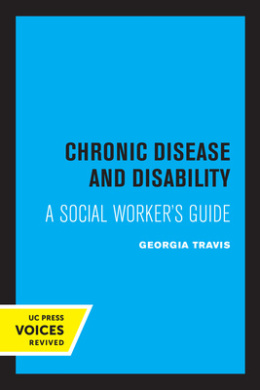 CHRONIC DISEASE
AND DISABILITY
A SOCIAL WORKER'S GUIDE
GEORGIA TRAVIS
UC PRESS
VOICES
REVIVED